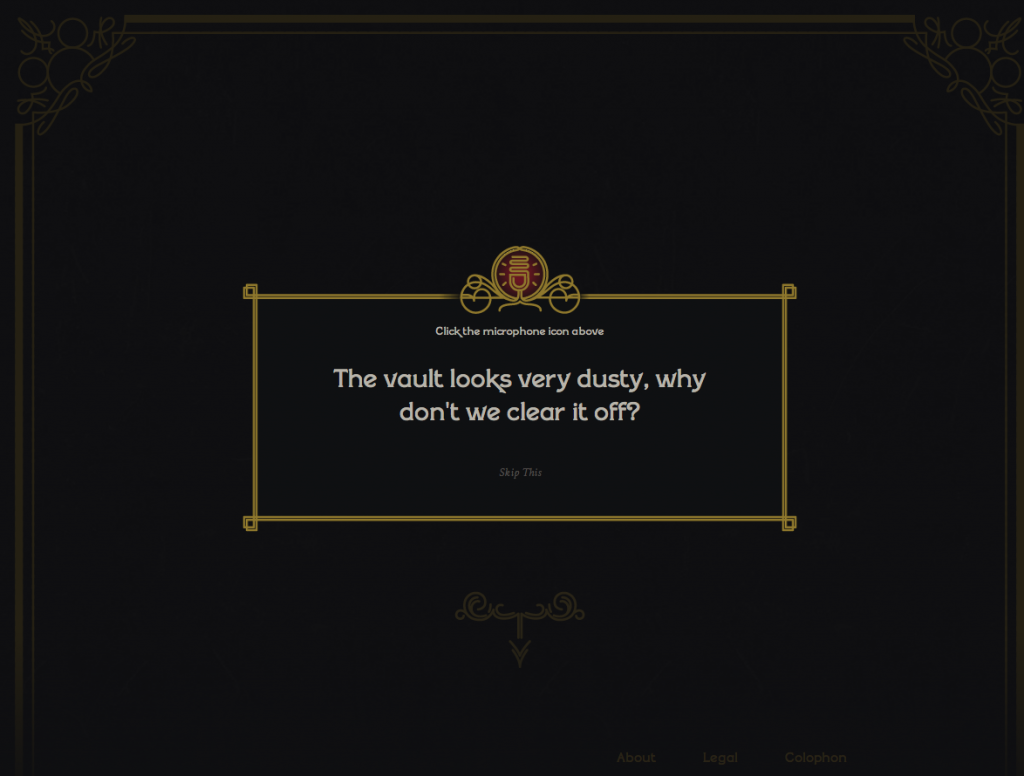 Click the microphone icon above
The vault looks very dusty, why
don't we clear it off?
Skip This
About
Legal
Colophon